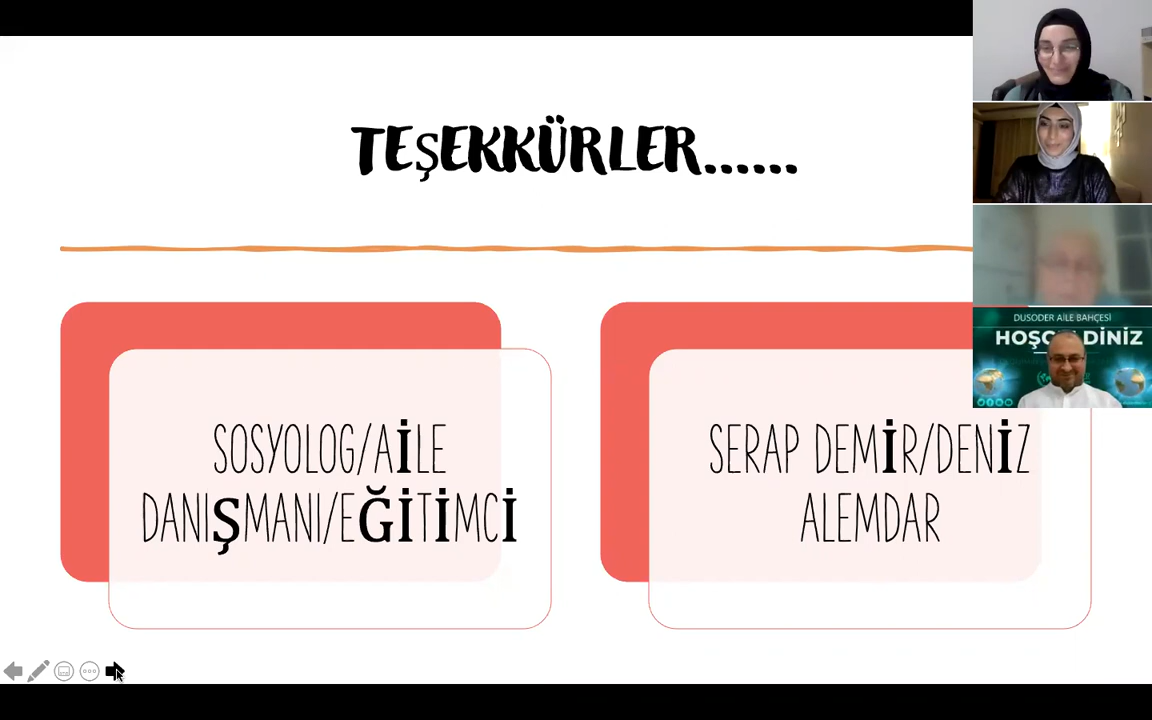 TEŞEKKÜRLER......
SOSYOLOG/AİLE
DANIŞMANI/EĞİTİMCİ
SERAP DEMİR/DENİZ
ALEMDAR
DUSODER AİLE BAHÇESİ